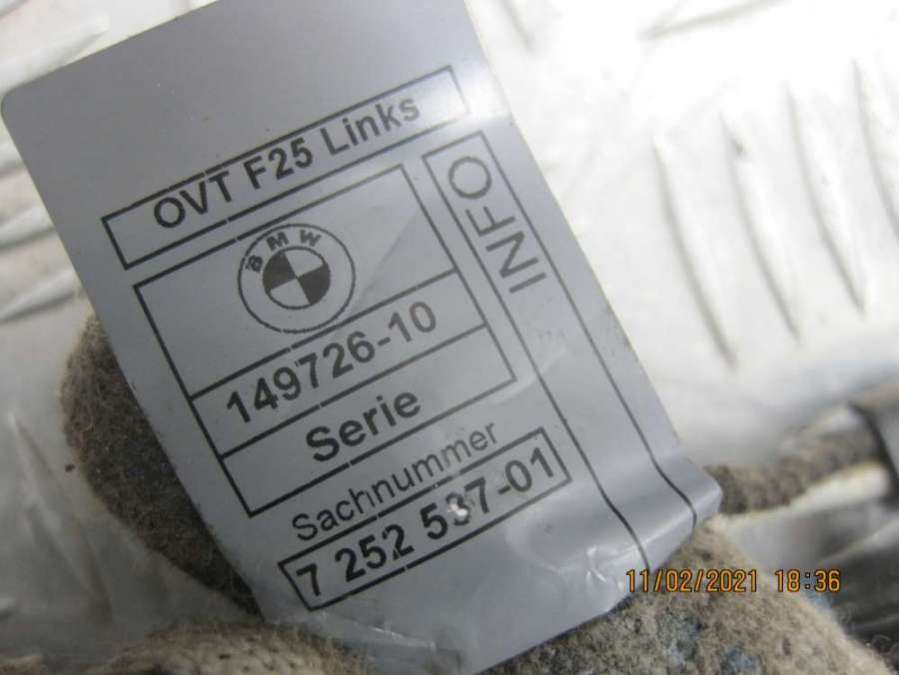 OVT F25 Links
BMW
149726-10
Serie
Sachnummer
7 252 537-01
INFO
11/02/2021 18:36